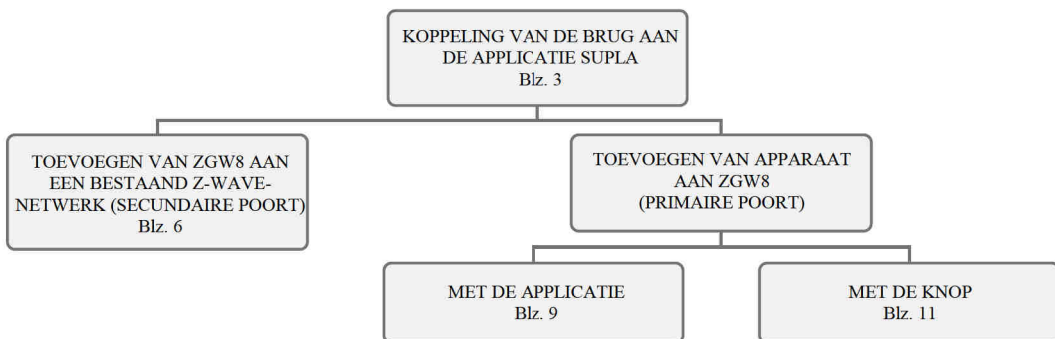 KOPPELING VAN DE BRUG AAN
DE APPLICATIE SUPLA
Blz. 3
TOEVOEGEN VAN ZGW8 AAN
EEN BESTAAND Z-WAVE-
NETWERK (SECUNDAIRE POORT)
Blz. 6
TOEVOEGEN VAN APPARAAT
AAN ZGW8
(PRIMAIRE POORT)
MET DE APPLICATIE
Blz. 9
MET DE KNOP
Blz. 11